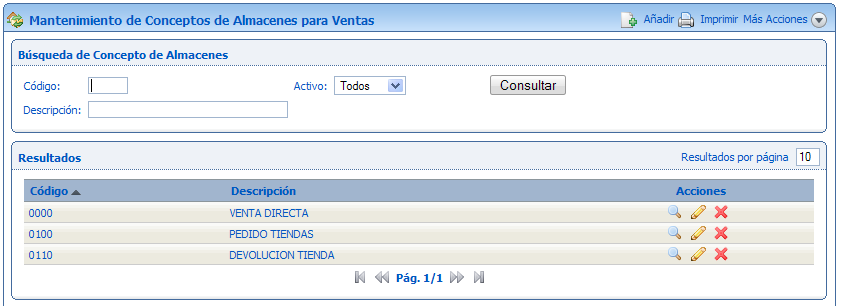 Mantenimiento de Conceptos de Almacenes para Ventas Añadir Imprimir Más Acciones
Búsqueda de Concepto de Almacenes
Código: Activo: Todos Consultar
Descripción:
Resultados Resultados por página 10
Código Descripción Acciones
0000 VENTA DIRECTA
0100 PEDIDO TIENDAS
0110 DEVOLUCION TIENDA
Pág. 1/1